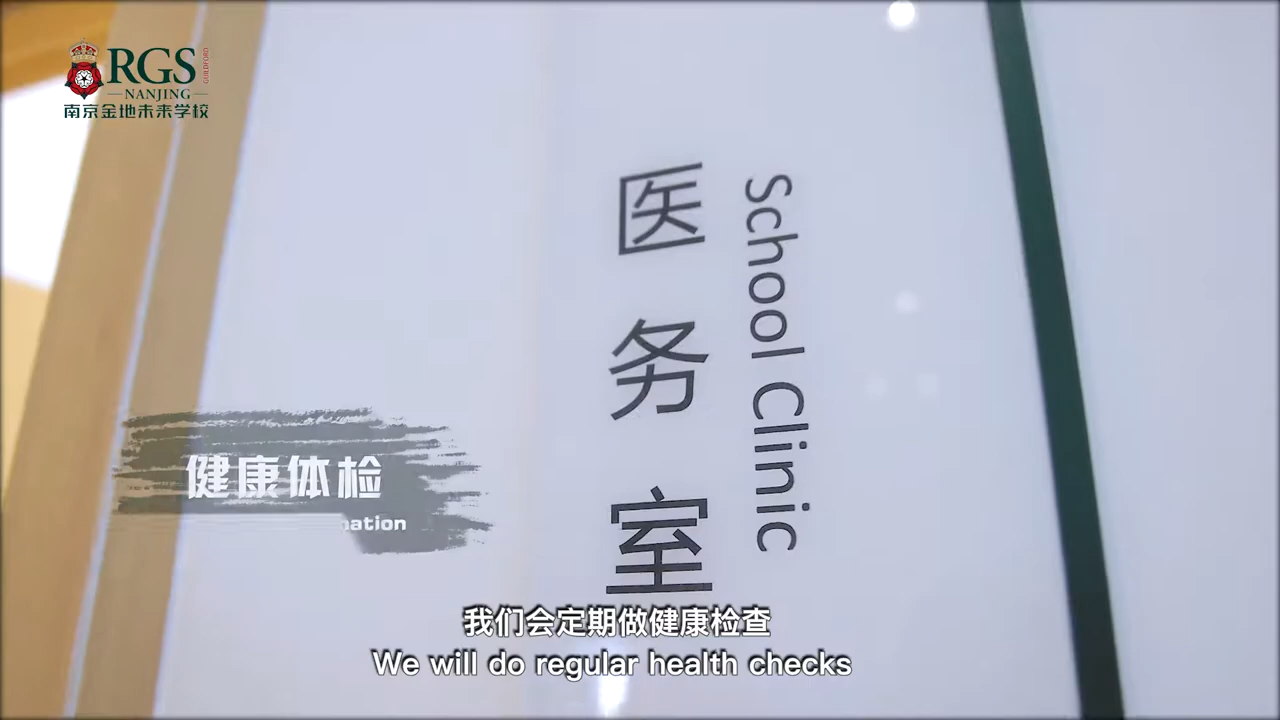 RGS
GUILDFORD
NANJING
南京金地未来学校
医务室
School Clinic
健康体检
我们会定期做健康检查
We will do regular health checks